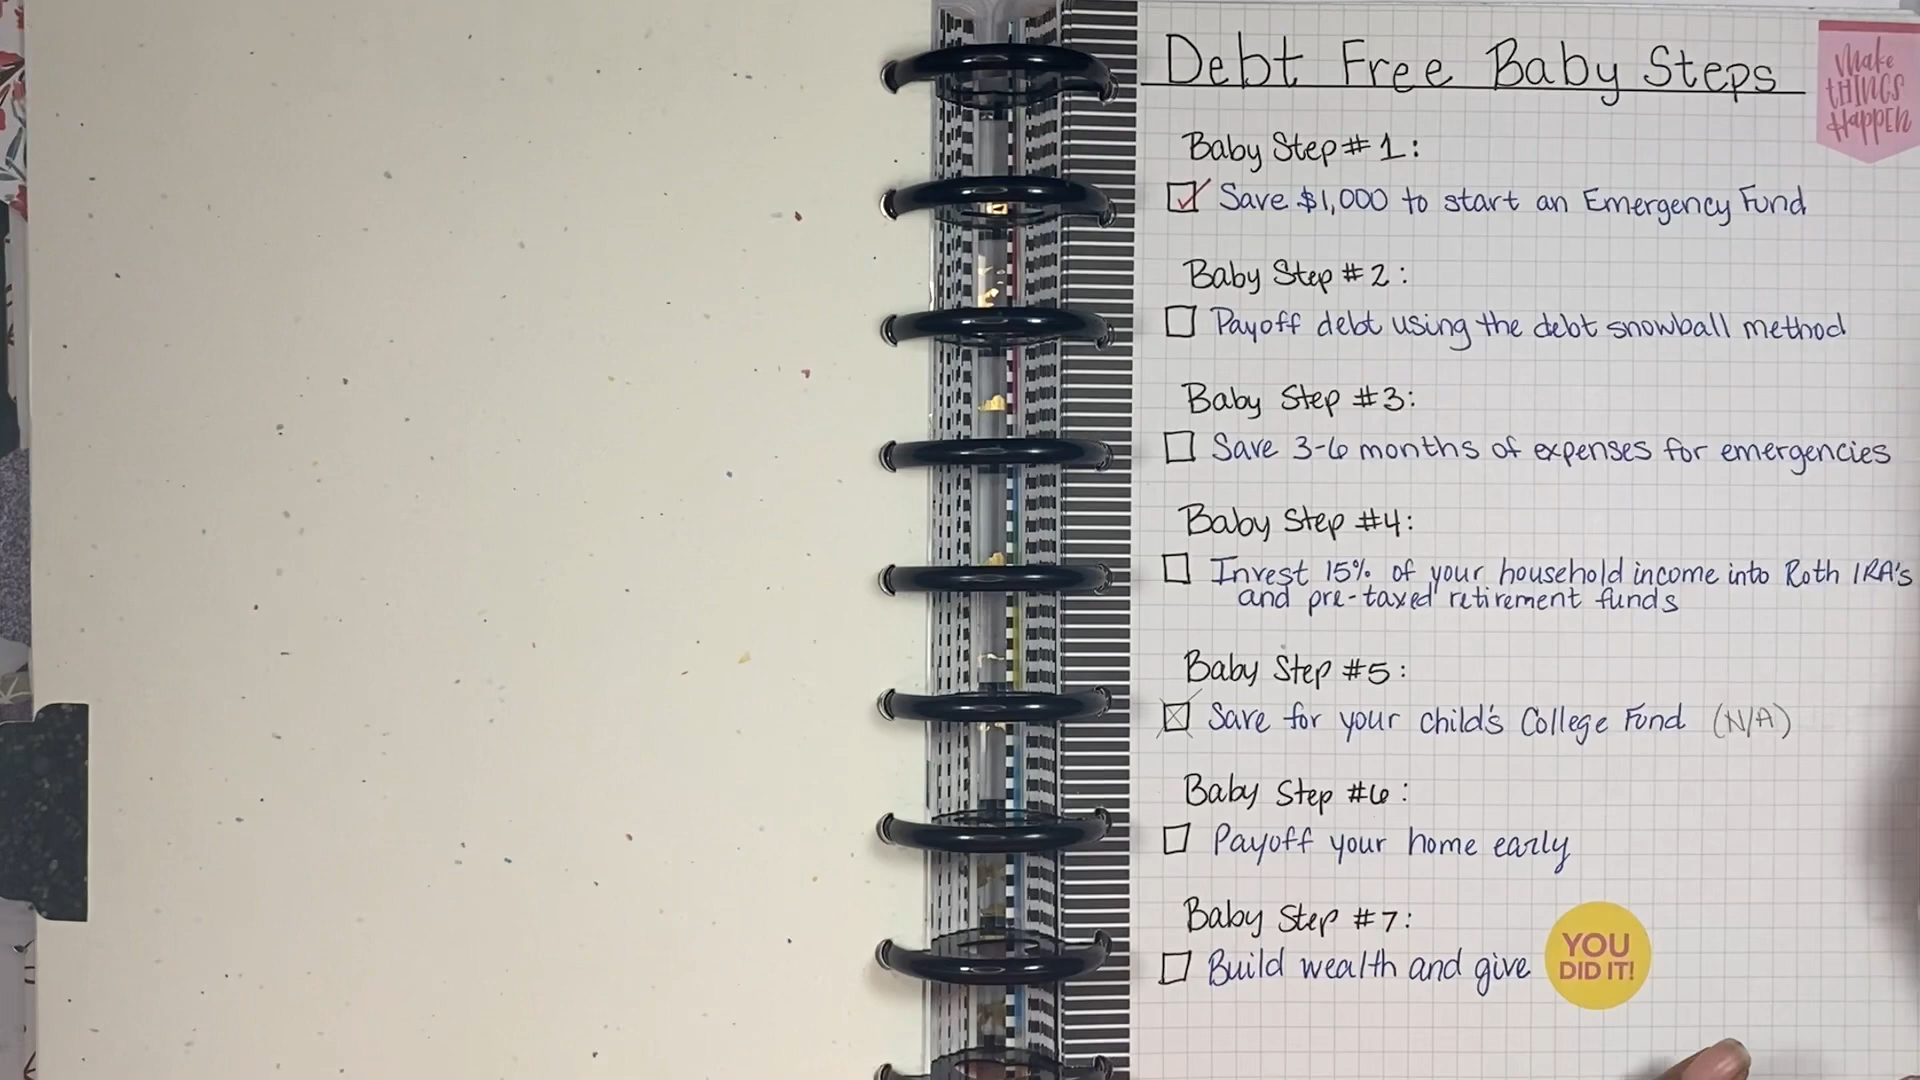 Debt Free Baby Steps
Make
THINGS
HAPPEN
Baby Step #1:
Save $1,000 to start an Emergency Fund
Baby Step #2:
Payoff debt using the debt snowball method
Baby Step #3:
Save 3-6 months of expenses for emergencies
Baby Step #4:
Invest 15% of your household income into Roth IRA's
and pre-taxed retirement funds
Baby Step #5:
Save for your child's College Fund (N/A)
Baby Step #6:
Payoff your home early
Baby Step #7:
Build wealth and give
YOU
DID IT!